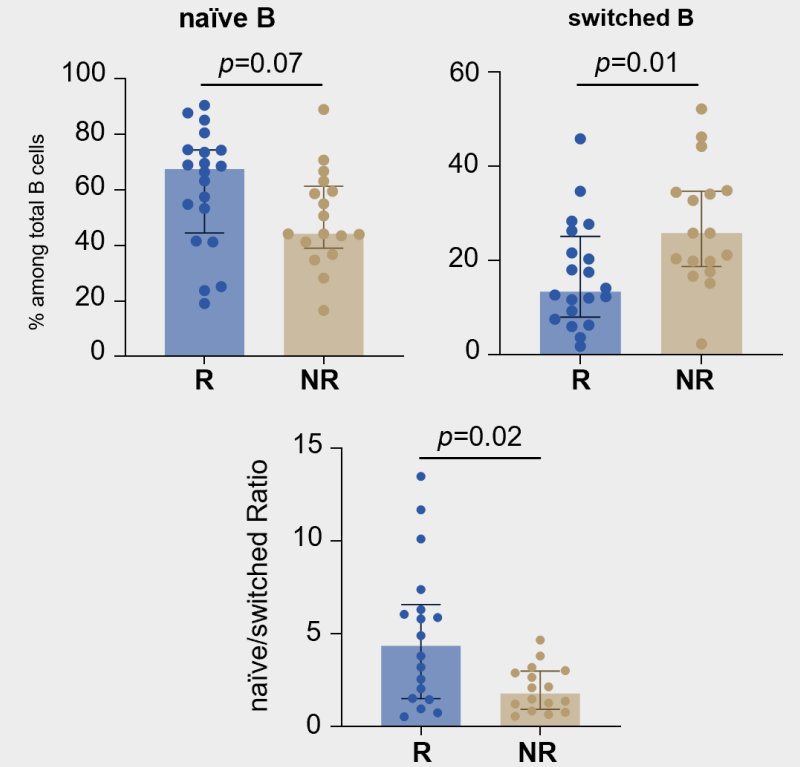 naïve B
switched B
p=0.07
p=0.01
% among total B cells
100
80
60
40
20
0
R
NR
60
40
20
0
R
NR
p=0.02
naïve/switched Ratio
15
10
5
0
R
NR